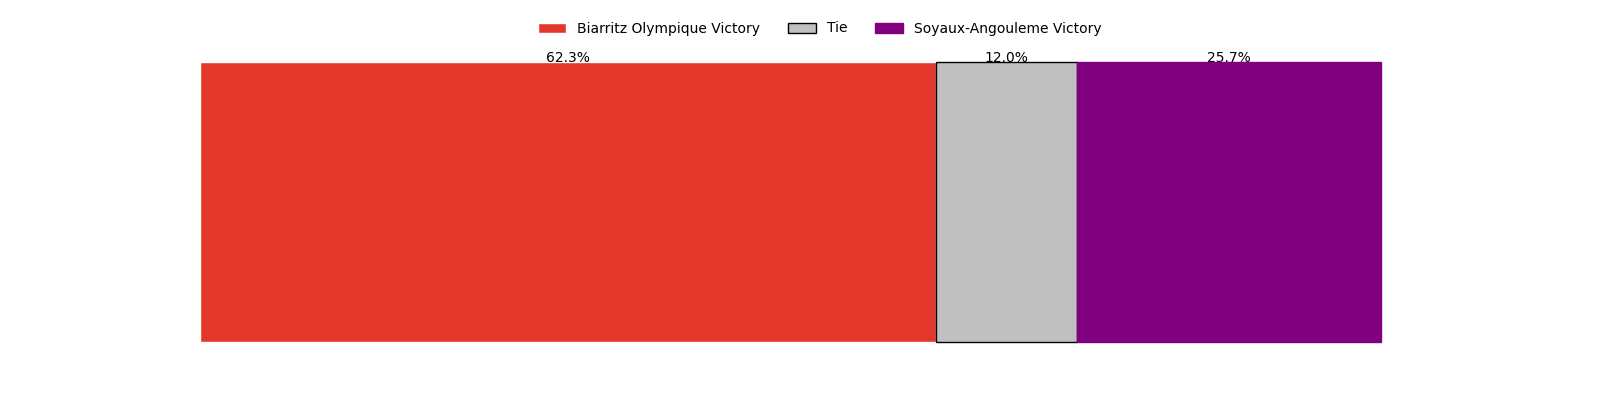 Biarritz Olympique Victory Tie Soyaux-Angouleme Victory
62.3% 12.0% 25.7%